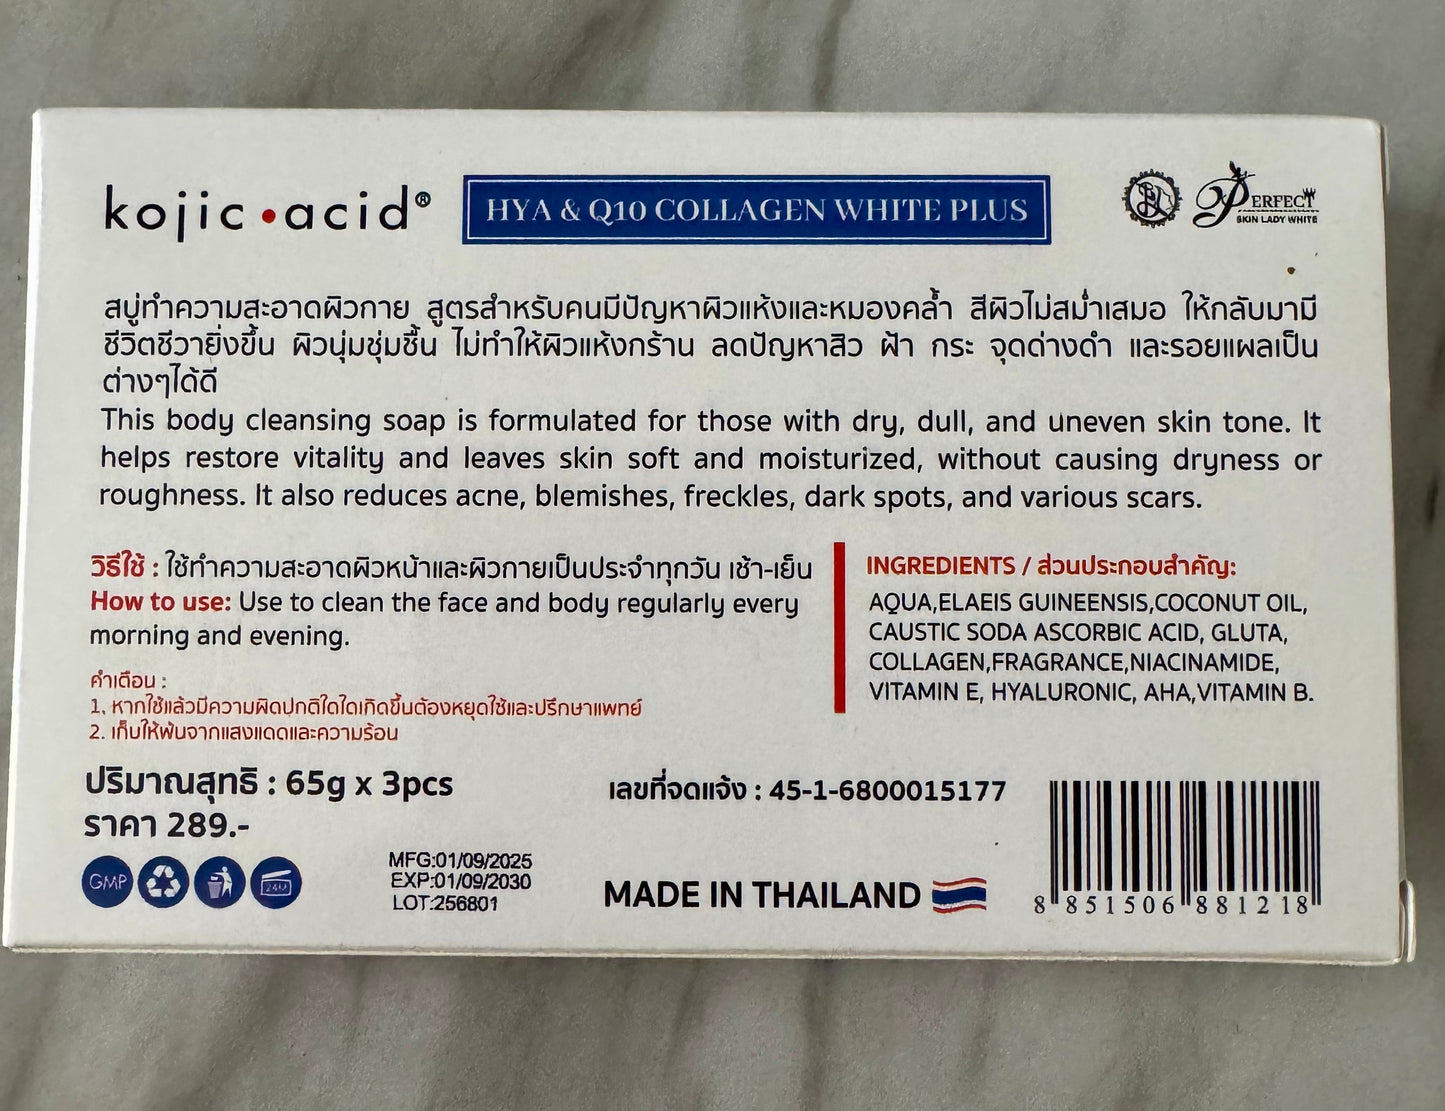 kojic•acid®
HYA & Q10 COLLAGEN WHITE PLUS
PERFECT
SKIN LADY WHITE
สบู่ทำความสะอาดผิวกาย สูตรสำหรับคนมีปัญหาผิวแห้งและหมองคล้ำ สีผิวไม่สม่ำเสมอ ให้กลับมามี
ชีวิตชีวายิ่งขึ้น ผิวนุ่มชุ่มชื้น ไม่ทำให้ผิวแห้งกร้าน ลดปัญหาสิว ฝ้า กระ จุดด่างดำ และรอยแผลเป็น
ต่างๆได้ดี
This body cleansing soap is formulated for those with dry, dull, and uneven skin tone. It
helps restore vitality and leaves skin soft and moisturized, without causing dryness or
roughness. It also reduces acne, blemishes, freckles, dark spots, and various scars.
วิธีใช้ : ใช้ทำความสะอาดผิวหน้าและผิวกายเป็นประจำทุกวัน เช้า-เย็น
How to use: Use to clean the face and body regularly every
morning and evening.
คำเตือน :
1. หากใช้แล้วมีความผิดปกติใดใดเกิดขึ้นต้องหยุดใช้และปรึกษาแพทย์
2. เก็บให้พ้นจากแสงแดดและความร้อน
INGREDIENTS / ส่วนประกอบสำคัญ:
AQUA,ELAEIS GUINEENSIS,COCONUT OIL,
CAUSTIC SODA ASCORBIC ACID, GLUTA,
COLLAGEN,FRAGRANCE,NIACINAMIDE,
VITAMIN E, HYALURONIC, AHA,VITAMIN B.
ปริมาณสุทธิ : 65g x 3pcs
ราคา 289.-
เลขที่จดแจ้ง : 45-1-6800015177
GMP
24M
MFG:01/09/2025
EXP:01/09/2030
LOT:256801
MADE IN THAILAND
8 851506 881218